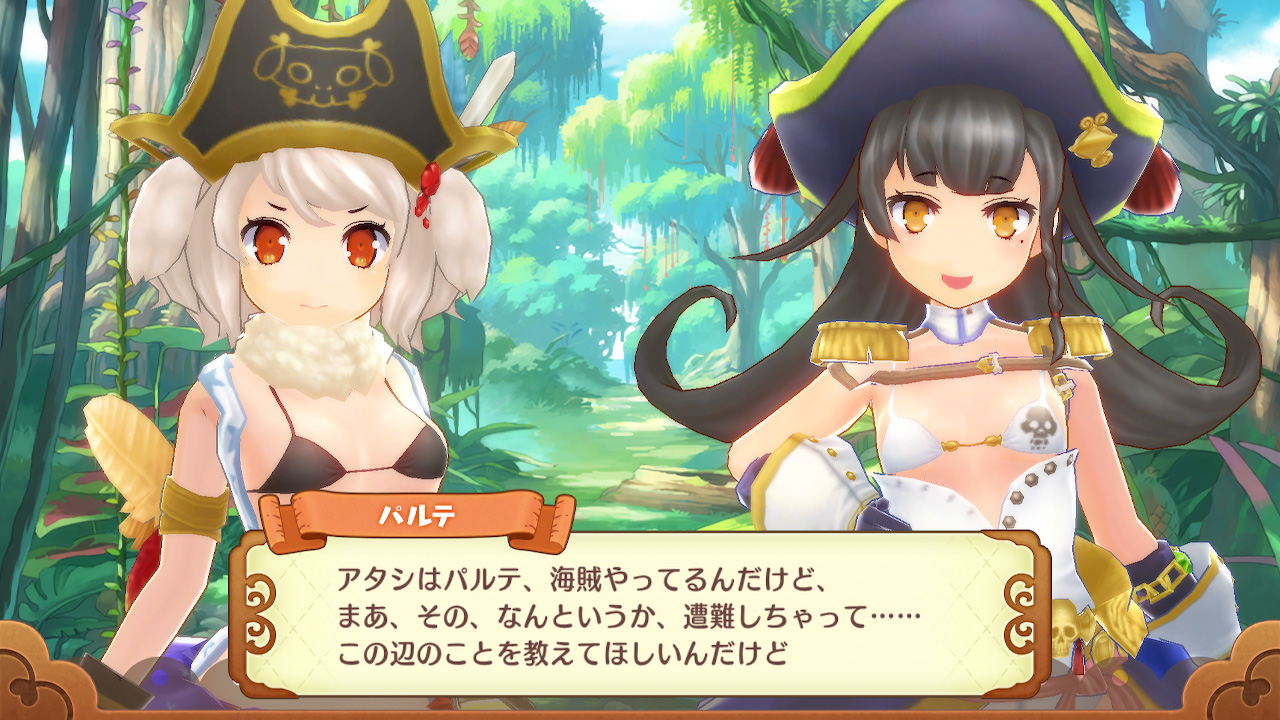 パルテ
アタシはパルテ、海賊やってるんだけど、
まあ、その、なんというか、遭難しちゃって……
この辺のことを教えてほしいんだけど